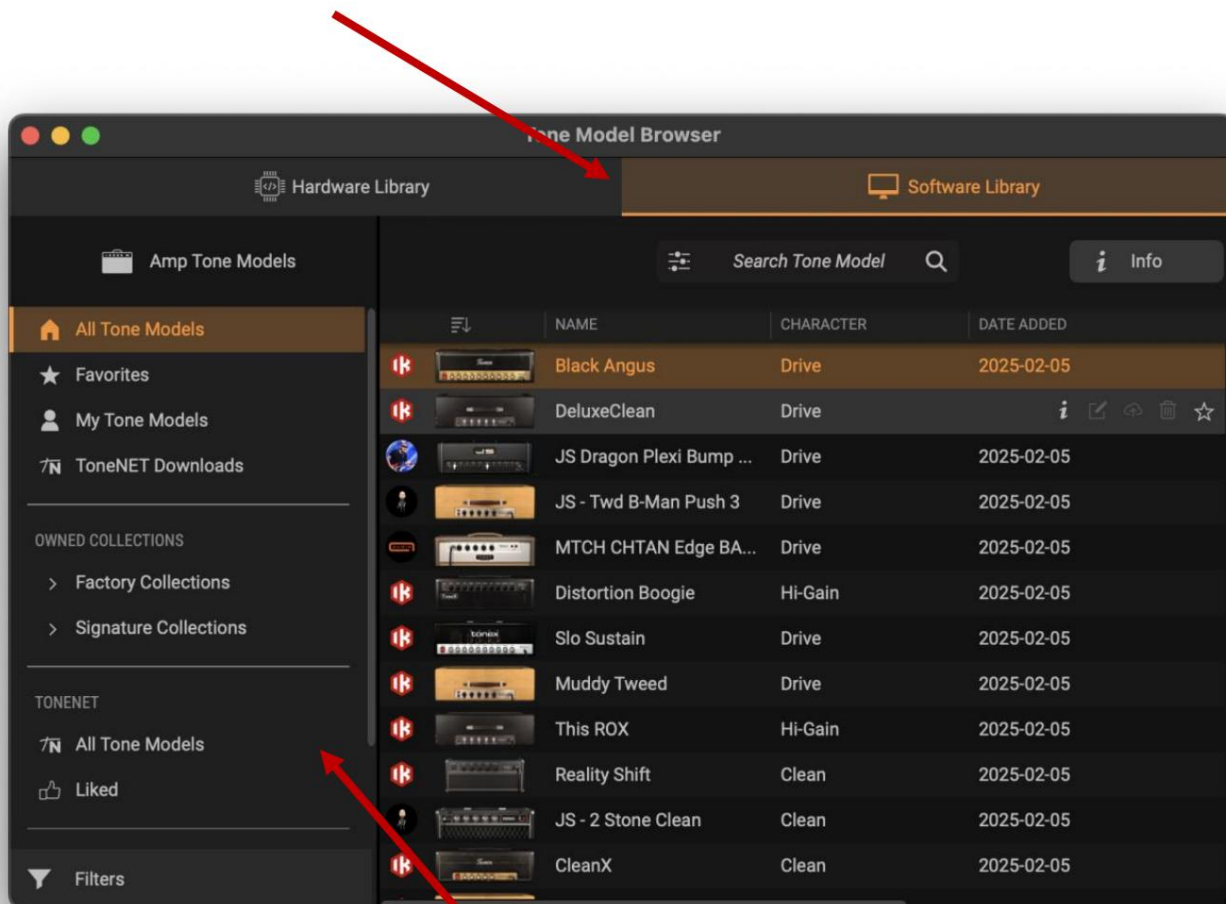 Tone Model Browser
Hardware Library
Software Library
Amp Tone Models
Search Tone Model
i Info
All Tone Models
Favorites
My Tone Models
ToneNET Downloads
OWNED COLLECTIONS
Factory Collections
Signature Collections
TONENET
All Tone Models
Liked
Filters
NAME CHARACTER DATE ADDED
Black Angus Drive 2025-02-05
DeluxeClean Drive
JS Dragon Plexi Bump ... Drive 2025-02-05
JS - Twd B-Man Push 3 Drive 2025-02-05
MTCH CHTAN Edge BA... Drive 2025-02-05
Distortion Boogie Hi-Gain 2025-02-05
Slo Sustain Drive 2025-02-05
Muddy Tweed Drive 2025-02-05
This ROX Hi-Gain 2025-02-05
Reality Shift Clean 2025-02-05
JS - 2 Stone Clean Clean 2025-02-05
CleanX Clean 2025-02-05